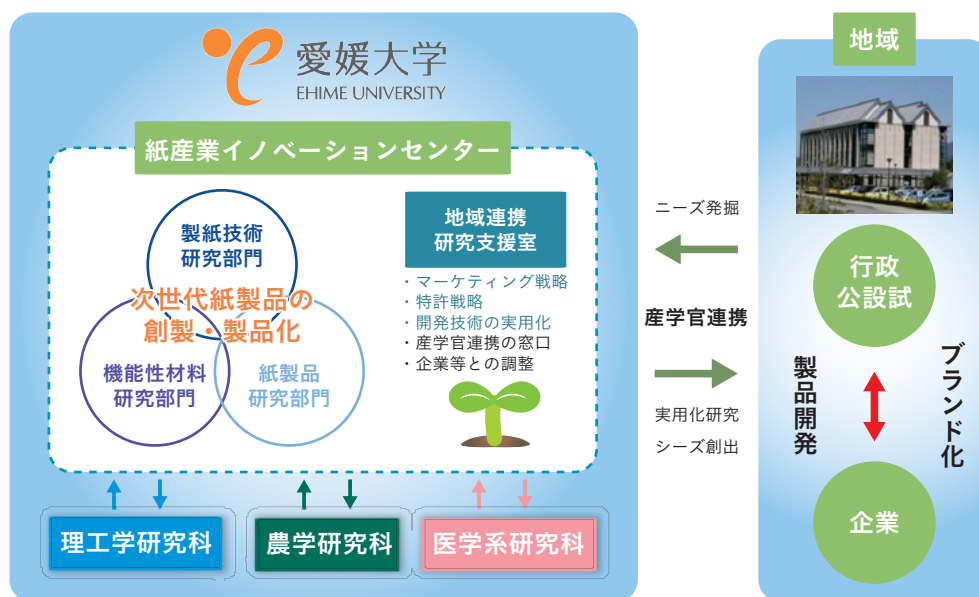 愛媛大学
EHIME UNIVERSITY
紙産業イノベーションセンター
製紙技術
研究部門
次世代紙製品の
創製・製品化
機能性材料
研究部門
紙製品
研究部門
地域連携
研究支援室
・マーケティング戦略
・特許戦略
・開発技術の実用化
・産学官連携の窓口
・企業等との調整
理工学研究科
農学研究科
医学系研究科
ニーズ発掘
産学官連携
実用化研究
シーズ創出
地域
行政
公設試
製品開発
ブランド化
企業